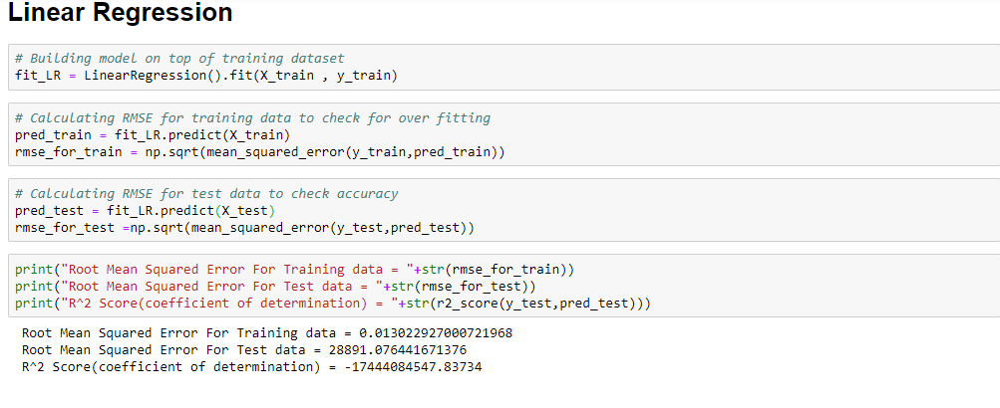 Linear Regression
# Building model on top of training dataset
fit_LR = LinearRegression().fit(X_train , y_train)
# Calculating RMSE for training data to check for over fitting
pred_train = fit_LR.predict(X_train)
rmse_for_train = np.sqrt(mean_squared_error(y_train,pred_train))
# Calculating RMSE for test data to check accuracy
pred_test = fit_LR.predict(X_test)
rmse_for_test =np.sqrt(mean_squared_error(y_test,pred_test))
print("Root Mean Squared Error For Training data = "+str(rmse_for_train))
print("Root Mean Squared Error For Test data = "+str(rmse_for_test))
print("R^2 Score(coefficient of determination) = "+str(r2_score(y_test,pred_test)))
Root Mean Squared Error For Training data = 0.013022927000721968
Root Mean Squared Error For Test data = 28891.076441671376
R^2 Score(coefficient of determination) = -17444084547.83734